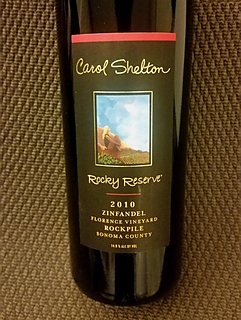 Carol Shelton
Rocky Reserve
2010
ZINFANDEL
FLORENCE VINEYARD
ROCKPILE
SONOMA COUNTY